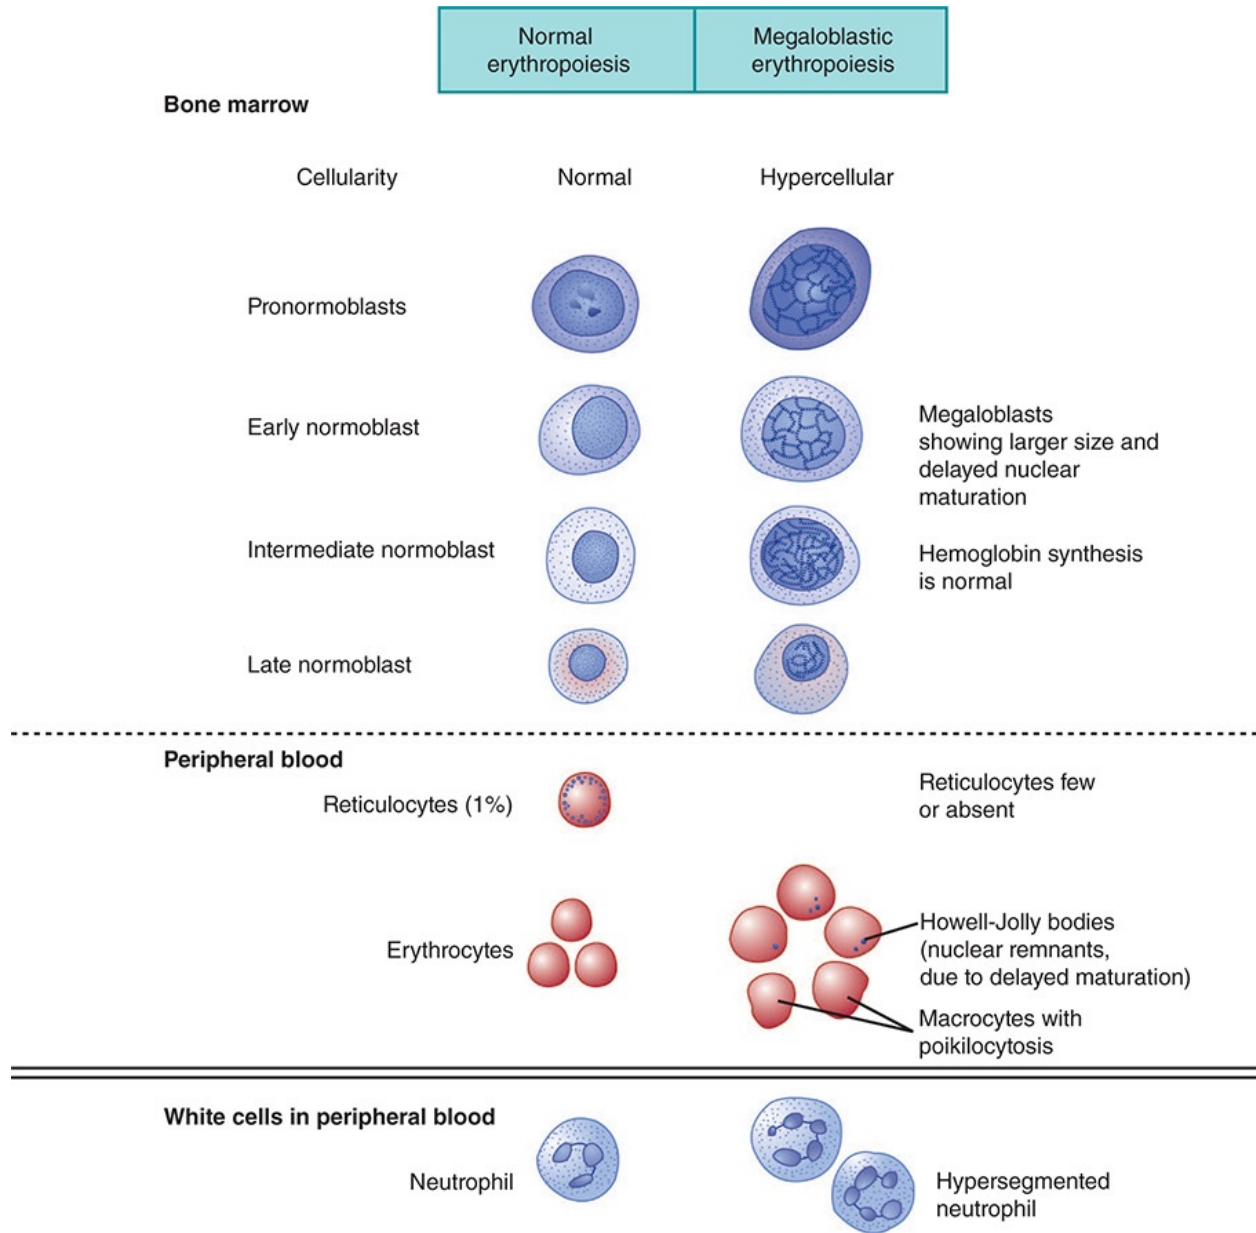 Normal
erythropoiesis
Megaloblastic
erythropoiesis
Bone marrow
Cellularity
Normal
Hypercellular
Pronormoblasts
Early normoblast
Megaloblasts
showing larger size and
delayed nuclear
maturation
Intermediate normoblast
Hemoglobin synthesis
is normal
Late normoblast
Peripheral blood
Reticulocytes (1%)
Reticulocytes few
or absent
Erythrocytes
Howell-Jolly bodies
(nuclear remnants,
due to delayed maturation)
Macrocytes with
poikilocytosis
White cells in peripheral blood
Neutrophil
Hypersegmented
neutrophil